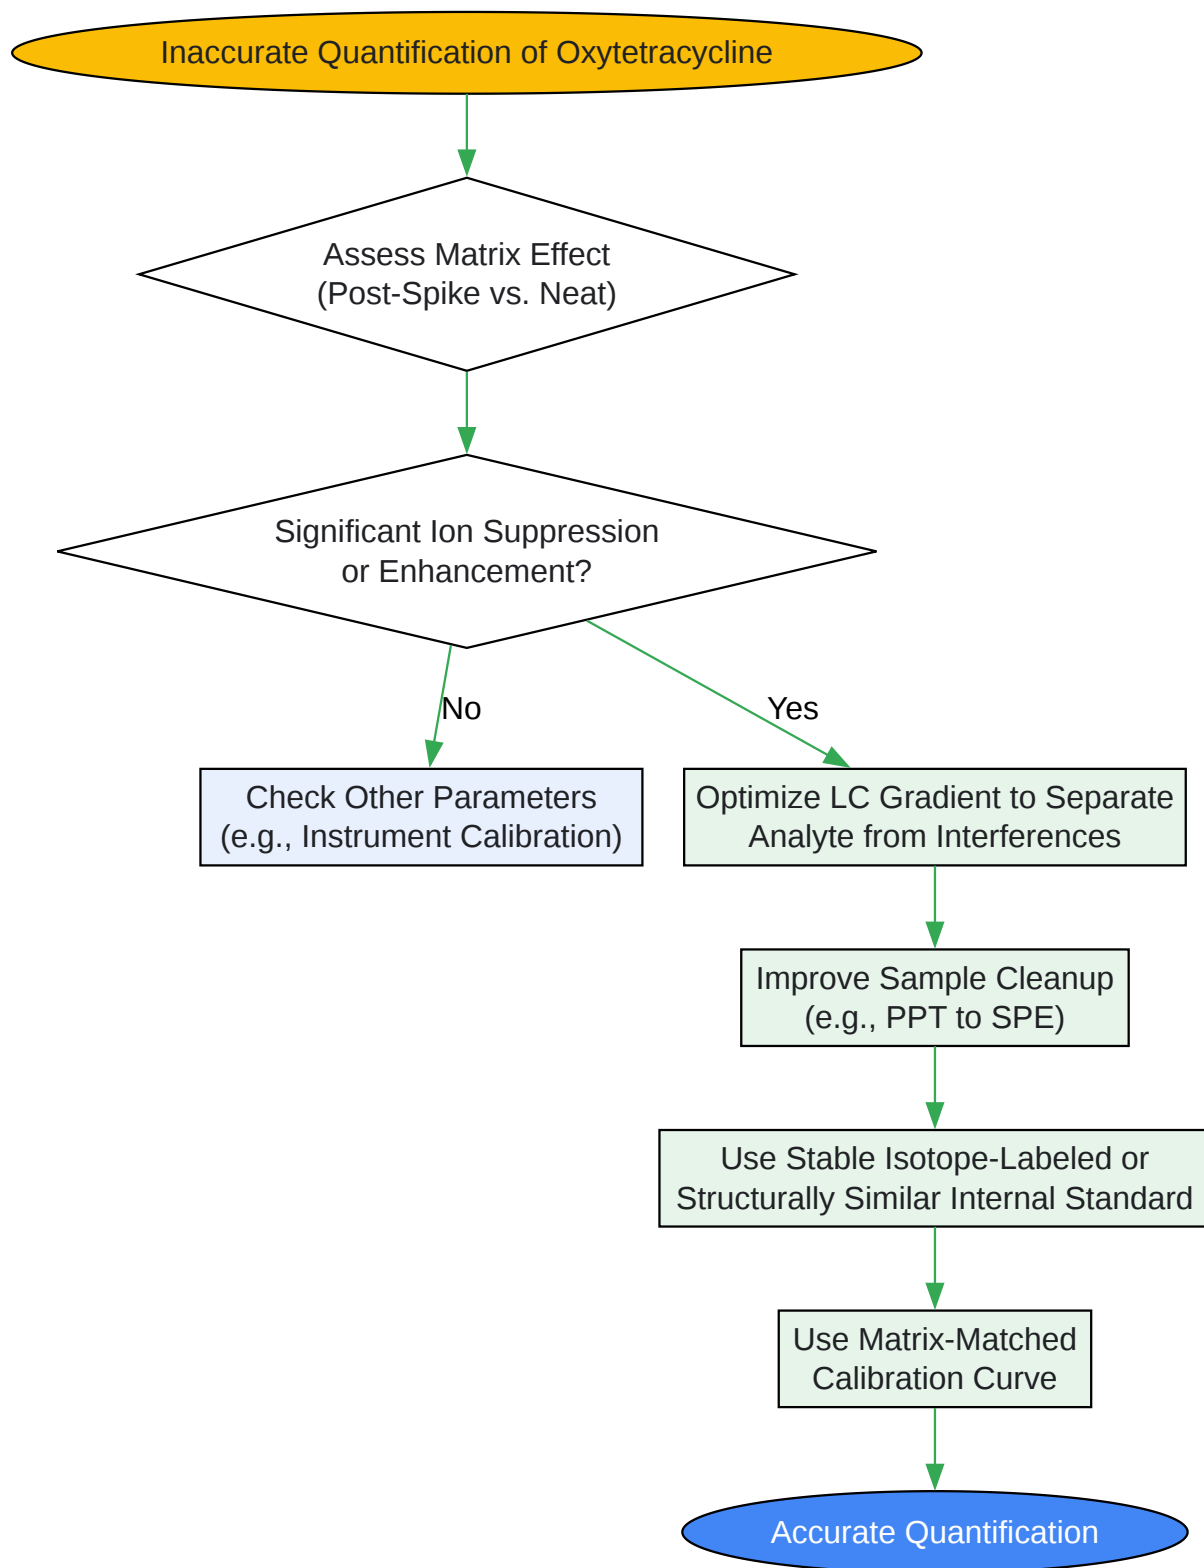 Inaccurate Quantification of Oxytetracycline
Assess Matrix Effect
(Post-Spike vs. Neat)
Significant Ion Suppression
or Enhancement?
No
Yes
Check Other Parameters
(e.g., Instrument Calibration)
Optimize LC Gradient to Separate
Analyte from Interferences
Improve Sample Cleanup
(e.g., PPT to SPE)
Use Stable Isotope-Labeled or
Structurally Similar Internal Standard
Use Matrix-Matched
Calibration Curve
Accurate Quantification